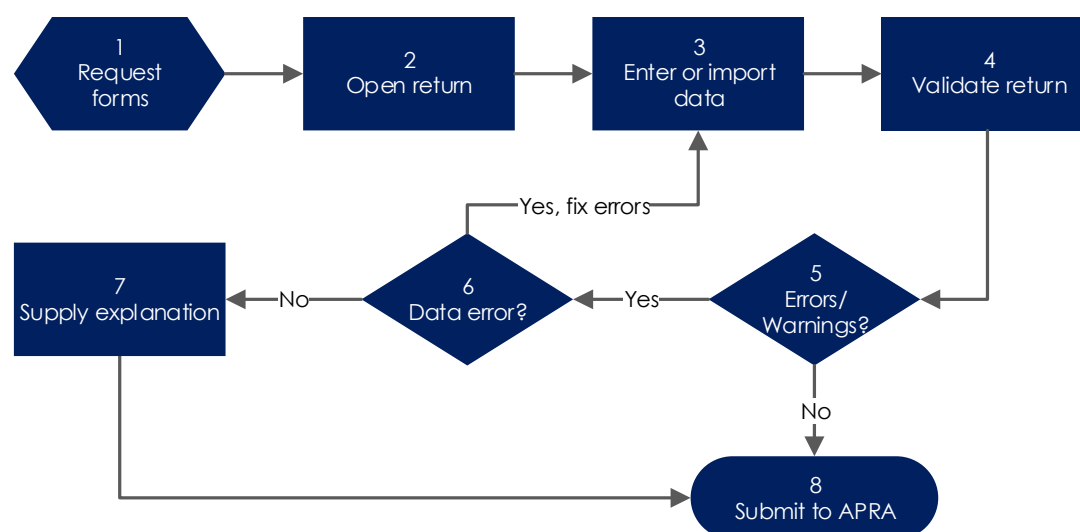 1
Request
forms
2
Open return
3
Enter or import
data
4
Validate return
Yes, fix errors
7
Supply explanation
No
6
Data error?
Yes
5
Errors/
Warnings?
No
8
Submit to APRA